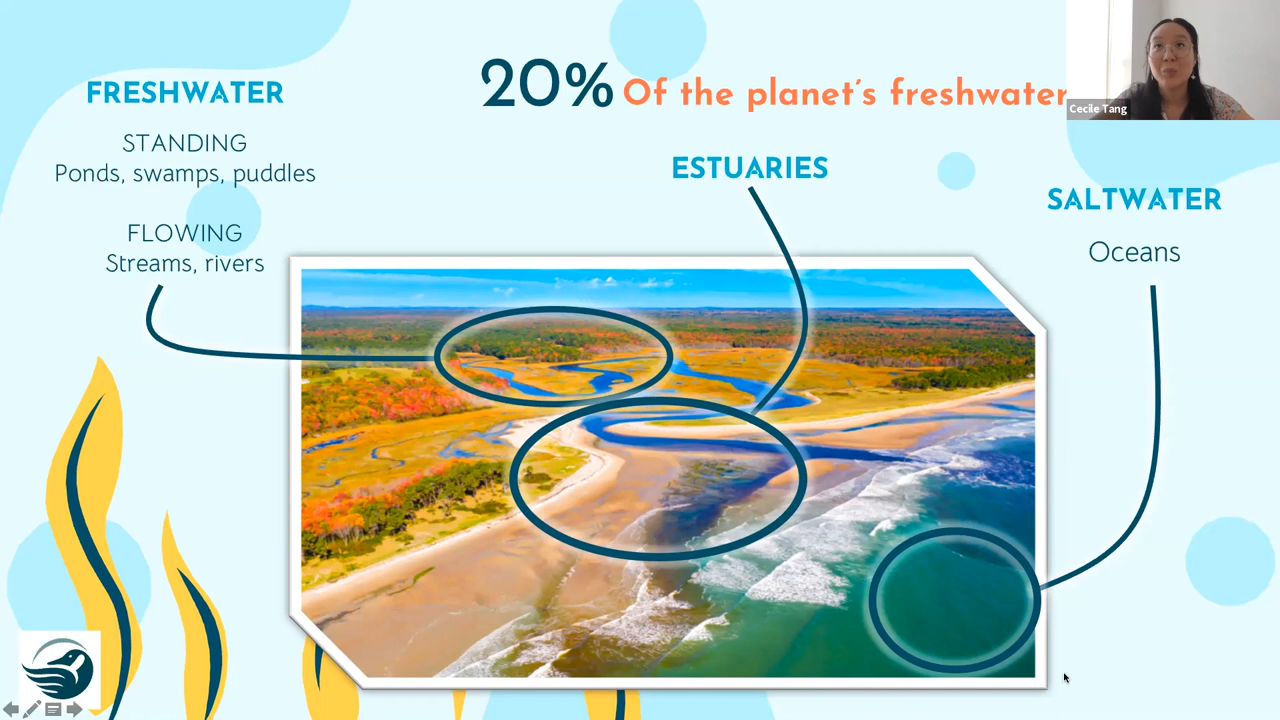 FRESHWATER
STANDING
Ponds, swamps, puddles
FLOWING
Streams, rivers
20% Of the planet's freshwater
ESTUARIES
SALTWATER
Oceans
Cecile Tang